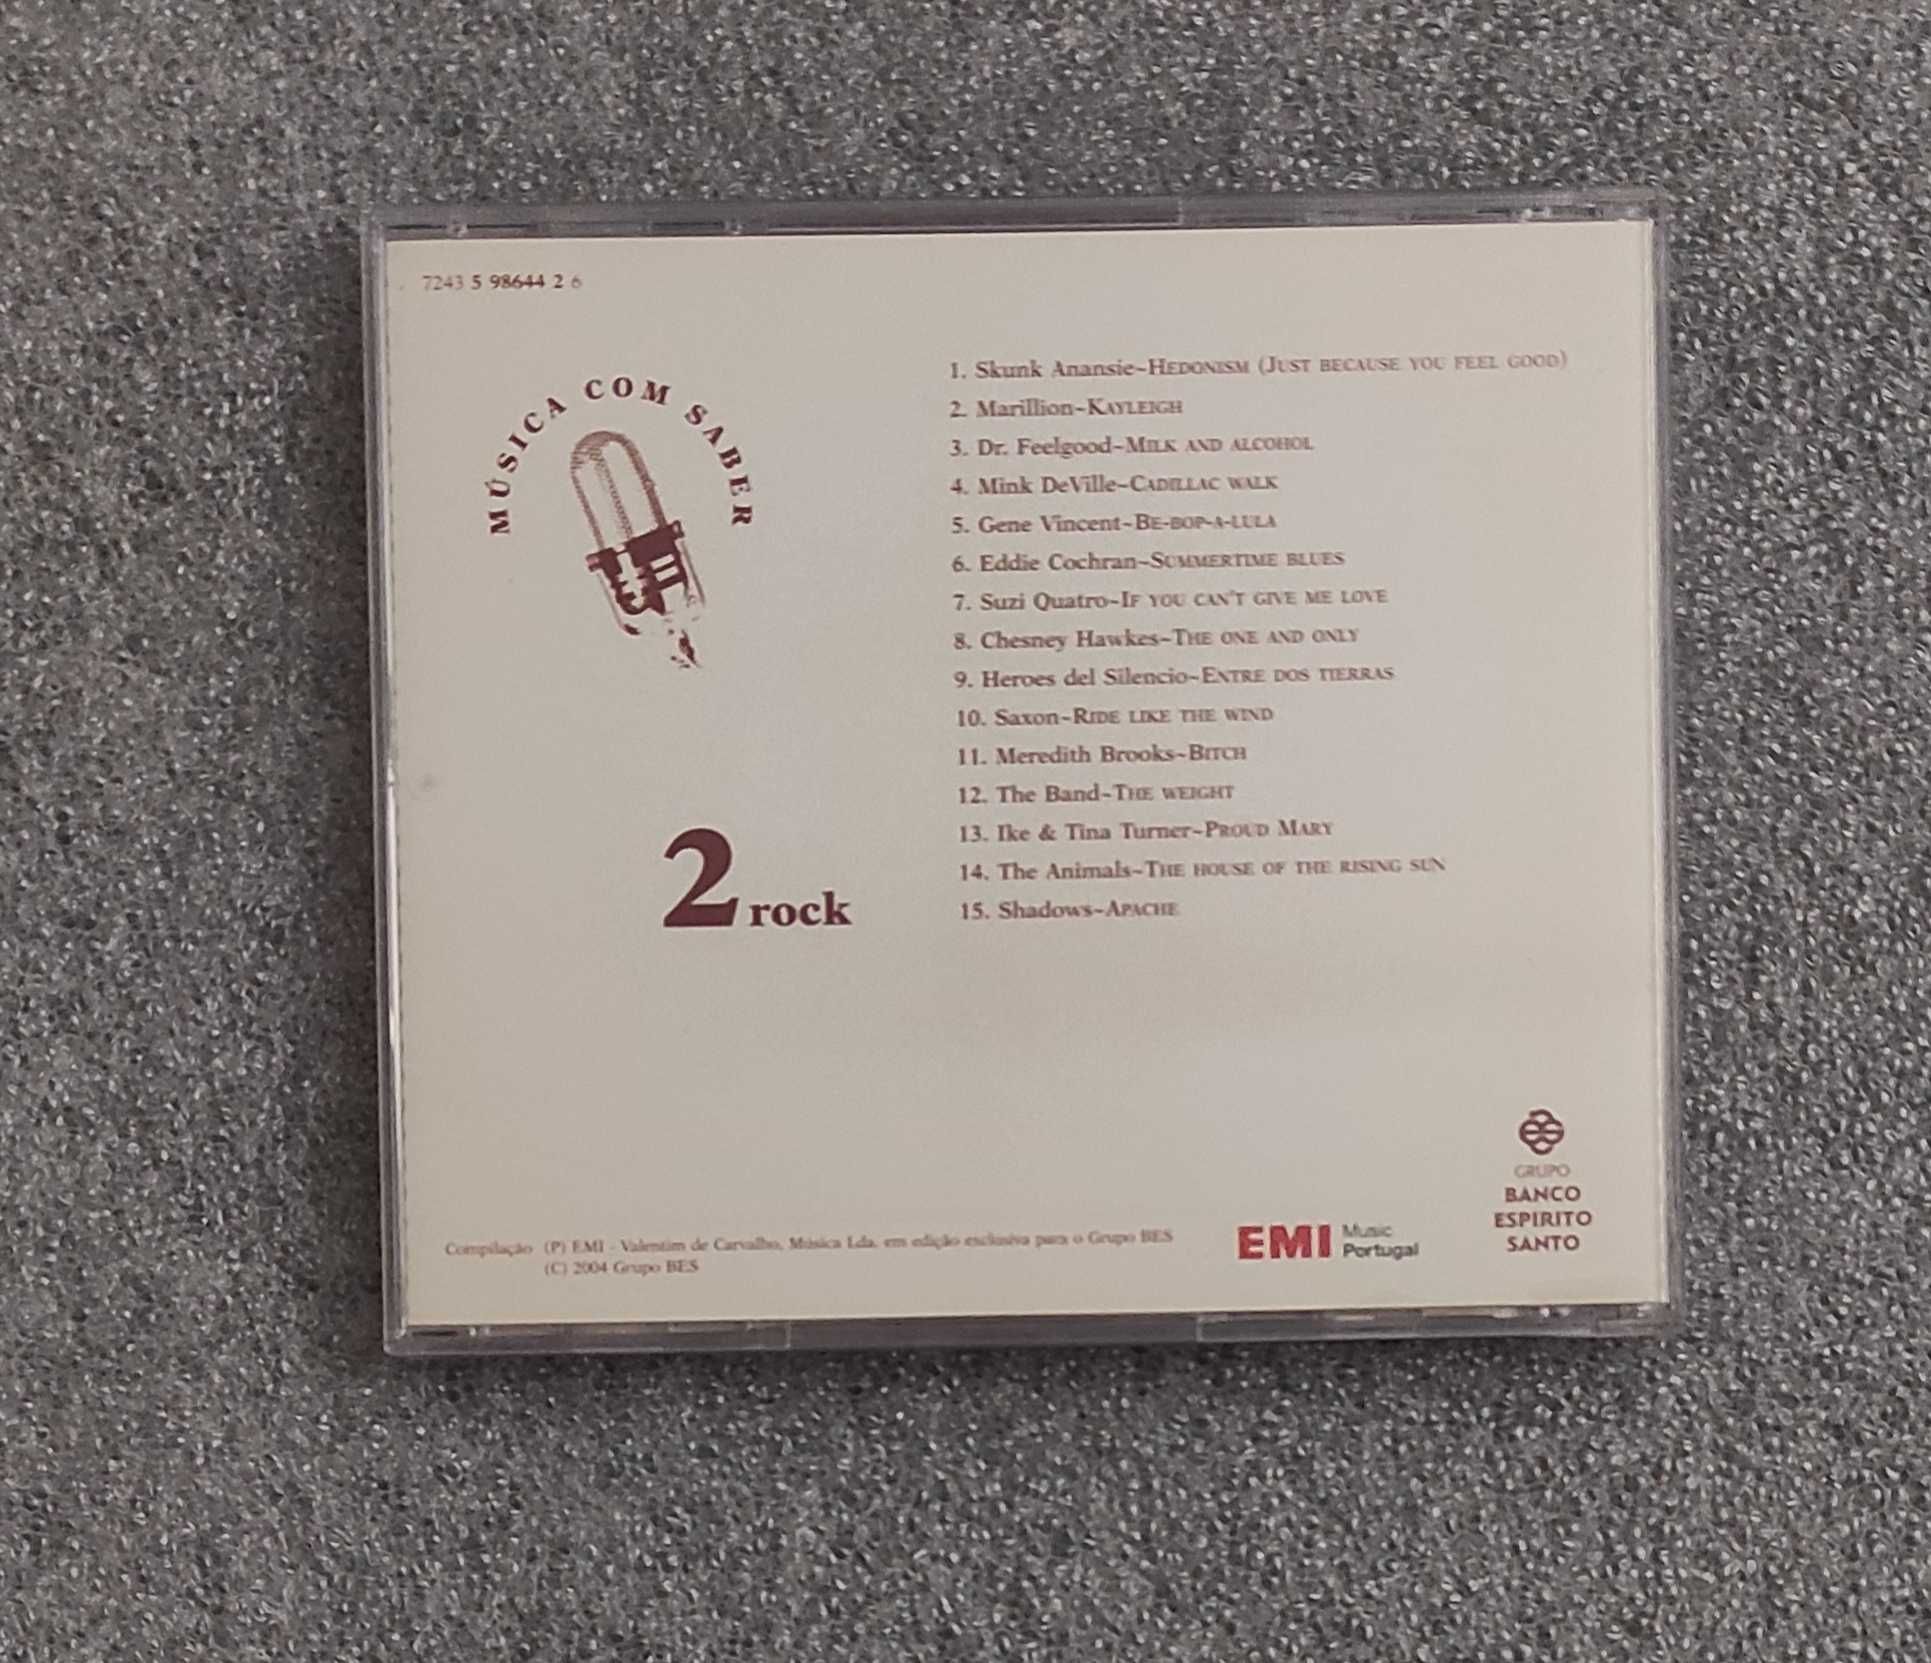 7243 5 98644 2 6
MÚSICA COM SABER
1. Skunk Anansie~HEDONISM (JUST BECAUSE YOU FEEL GOOD)
2. Marillion~KAYLEIGH
3. Dr. Feelgood~MILK AND ALCOHOL
4. Mink DeVille~CADILLAC WALK
5. Gene Vincent~BE-BOP-A-LULA
6. Eddie Cochran~SUMMERTIME BLUES
7. Suzi Quatro~IF YOU CAN'T GIVE ME LOVE
8. Chesney Hawkes~THE ONE AND ONLY
9. Heroes del Silencio~ENTRE DOS TIERRAS
10. Saxon~RIDE LIKE THE WIND
11. Meredith Brooks~BITCH
12. The Band~THE WEIGHT
13. Ike & Tina Turner~PROUD MARY
14. The Animals~THE HOUSE OF THE RISING SUN
15. Shadows~APACHE
2 rock
Compilação (P) EMI - Valentim de Carvalho, Música Lda. em edição exclusiva para o Grupo BES
(C) 2004 Grupo BES
EMI Music
Portugal
GRUPO
BANCO
ESPIRITO
SANTO